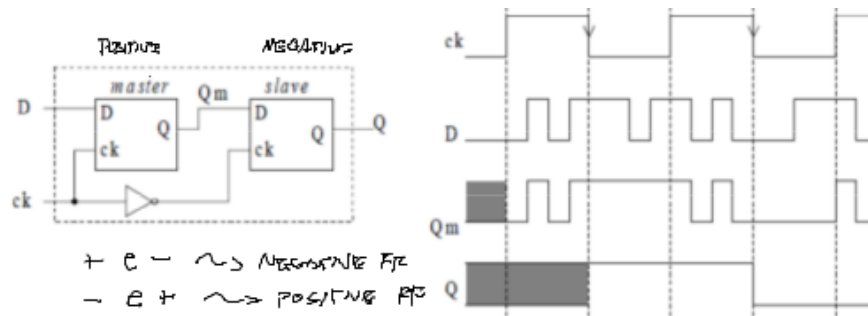 POSITIVE
NEGATIVE
master
slave
Qm
D
D
Q
ck
D
Q
ck
Q
ck
+ e - ~> NEGATIVE FF
- e + ~> POSITIVE FF
ck
D
Qm
Q